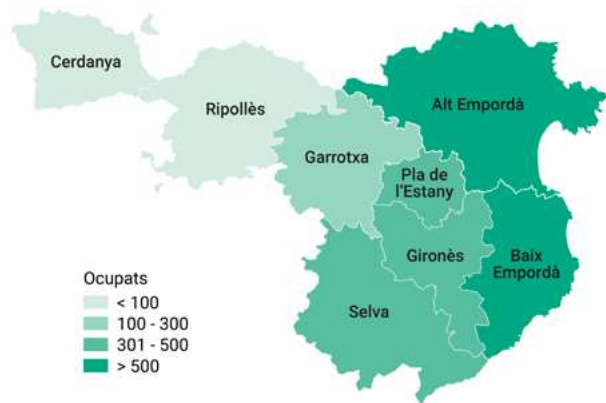 Cerdanya
Ripollès
Alt Empordà
Garrotxa
Pla de
l'Estany
Gironès
Baix
Empordà
Selva
Ocupats
< 100
100 - 300
301 - 500
> 500